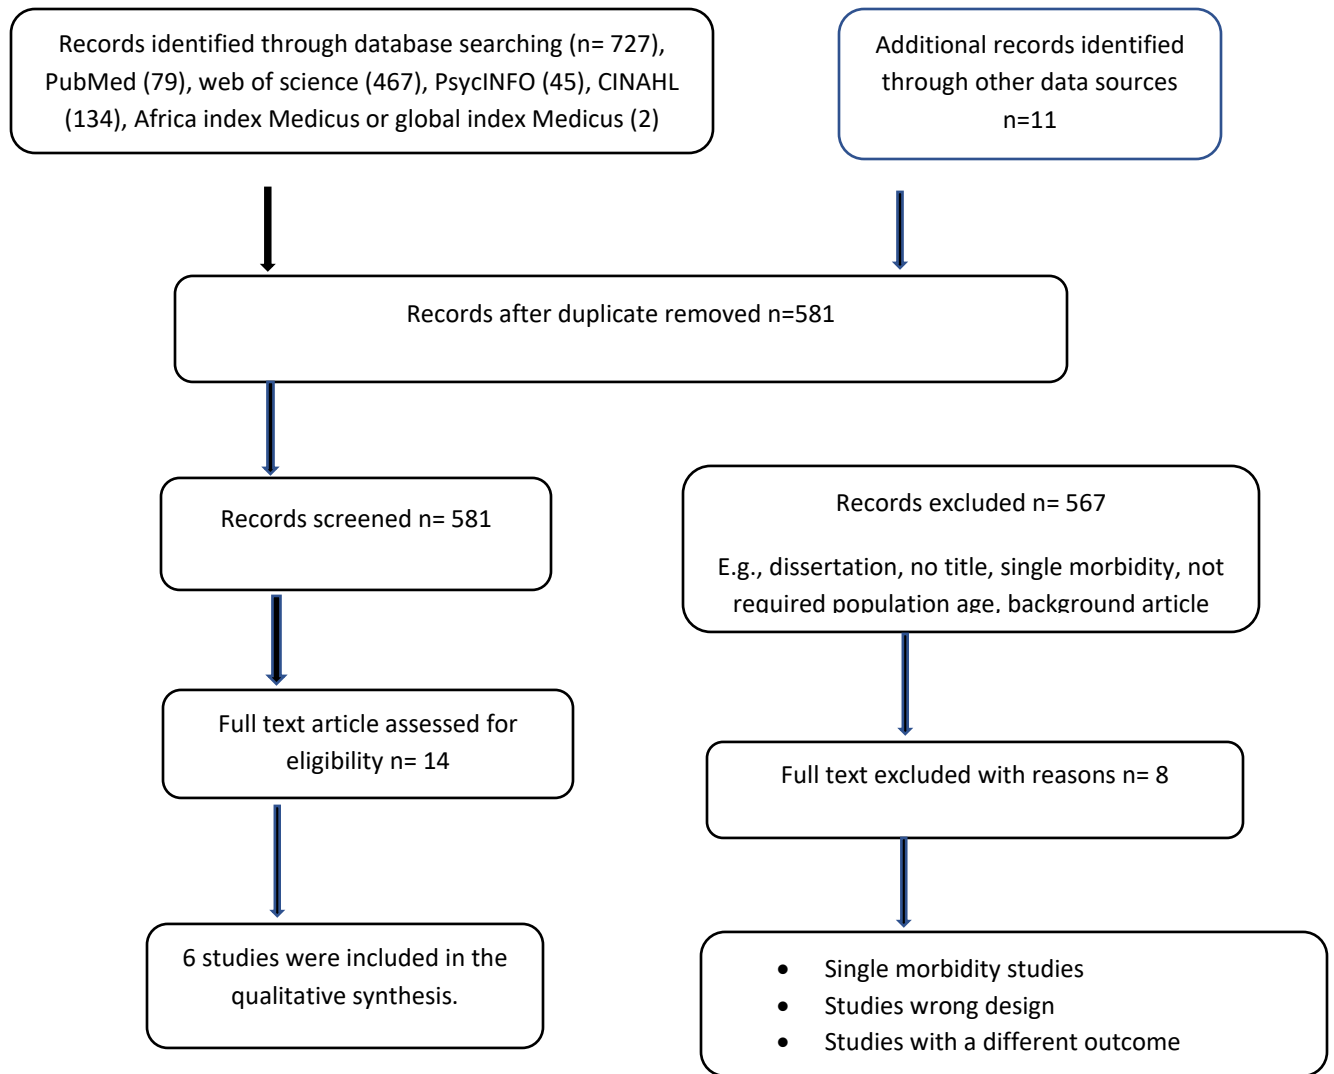 Records identified through database searching (n= 727),
PubMed (79), web of science (467), PsycINFO (45), CINAHL
(134), Africa index Medicus or global index Medicus (2)
Additional records identified
through other data sources
n=11
Records after duplicate removed n=581
Records screened n= 581
Records excluded n= 567
E.g., dissertation, no title, single morbidity, not
required population age, background article
Full text article assessed for
eligibility n= 14
Full text excluded with reasons n= 8
6 studies were included in the
qualitative synthesis.
• Single morbidity studies
• Studies wrong design
• Studies with a different outcome